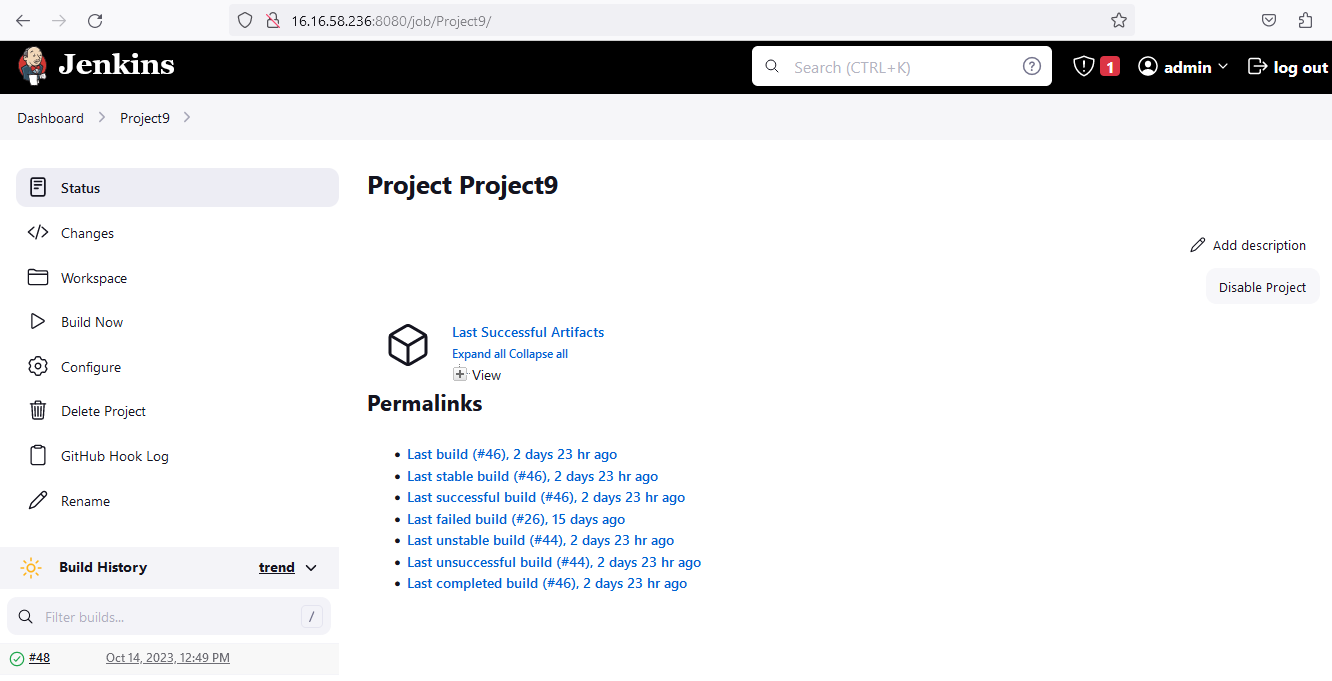 16.16.58.236:8080/job/Project9/
Jenkins
Search (CTRL+K)
?
1
admin
log out
Dashboard
Project9
Status
Changes
Workspace
Build Now
Configure
Delete Project
GitHub Hook Log
Rename
Build History
trend
Filter builds...
/
#48
Oct 14, 2023, 12:49 PM
Project Project9
Add description
Disable Project
Last Successful Artifacts
Expand all Collapse all
View
Permalinks
Last build (#46), 2 days 23 hr ago
Last stable build (#46), 2 days 23 hr ago
Last successful build (#46), 2 days 23 hr ago
Last failed build (#26), 15 days ago
Last unstable build (#44), 2 days 23 hr ago
Last unsuccessful build (#44), 2 days 23 hr ago
Last completed build (#46), 2 days 23 hr ago